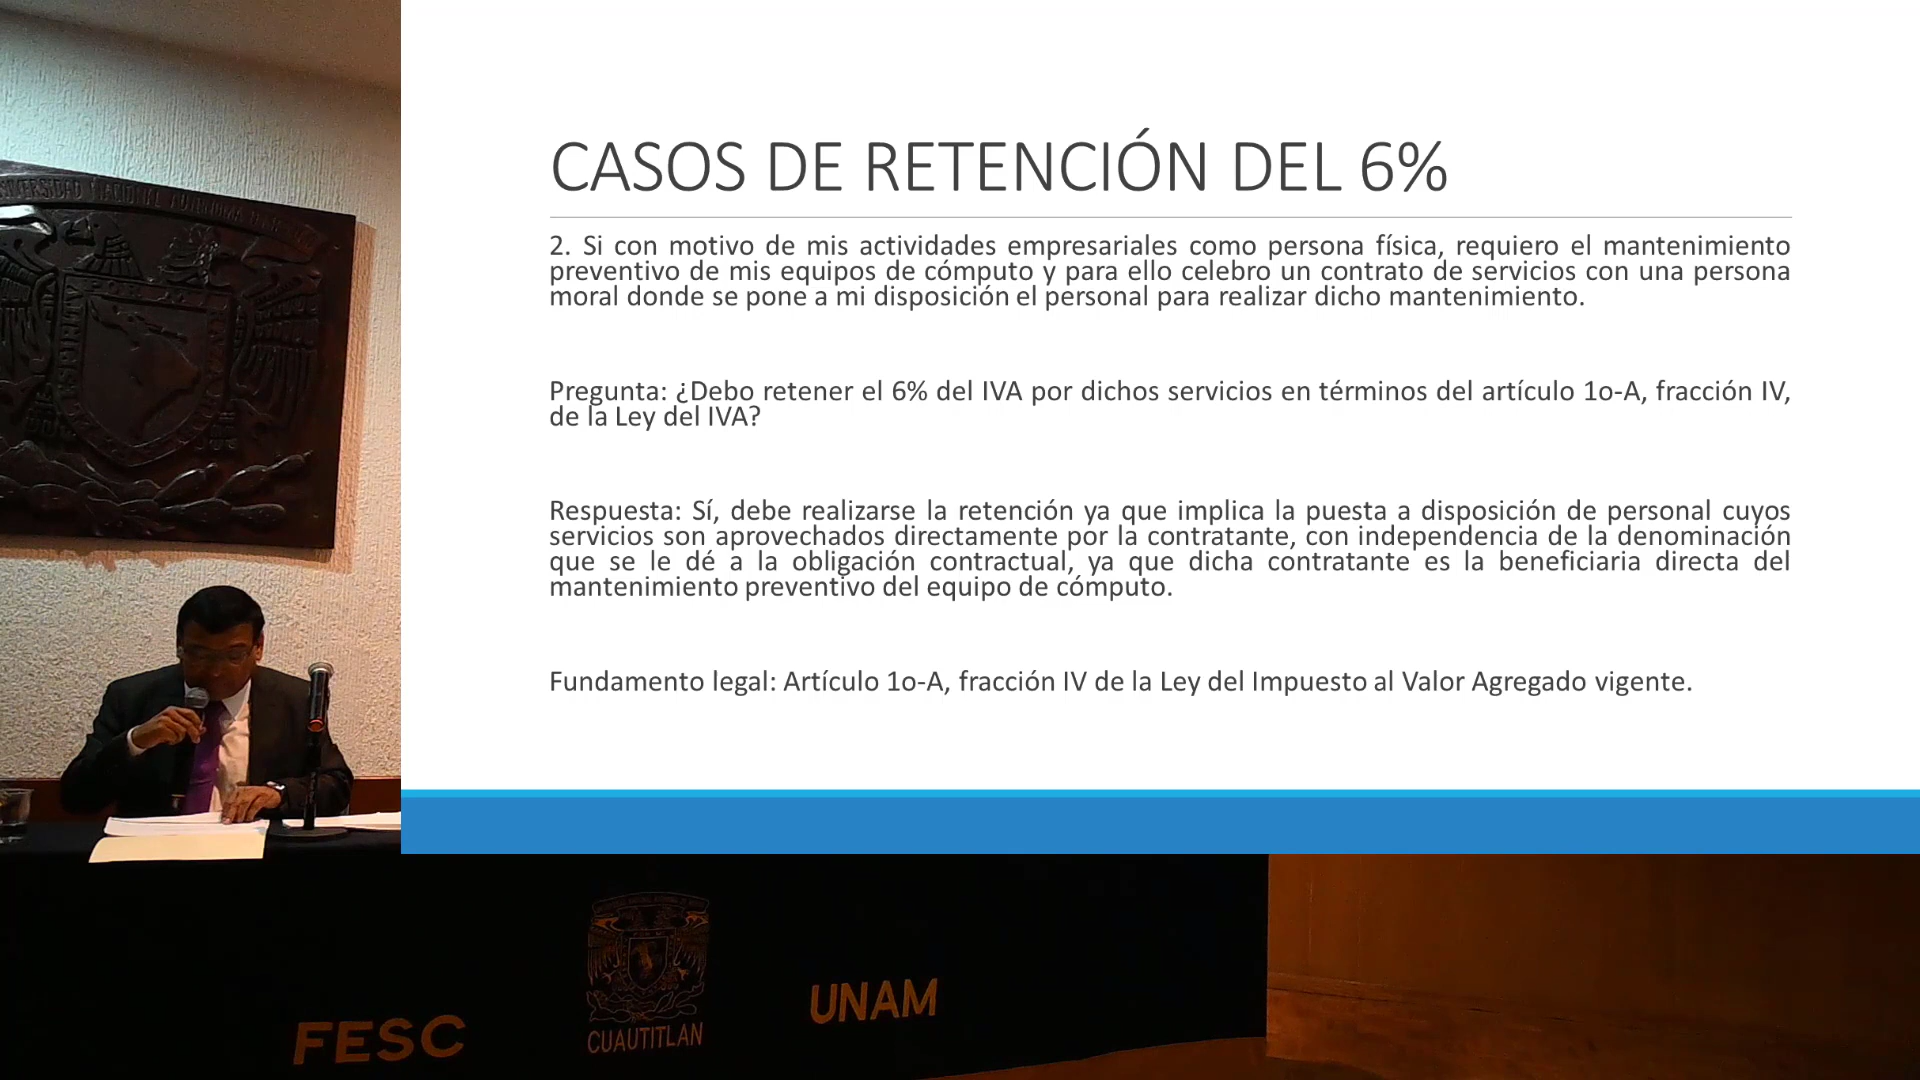 CASOS DE RETENCIÓN DEL 6%
2. Si con motivo de mis actividades empresariales como persona física, requiero el mantenimiento
preventivo de mis equipos de cómputo y para ello celebro un contrato de servicios con una persona
moral donde se pone a mi disposición el personal para realizar dicho mantenimiento.
Pregunta: ¿Debo retener el 6% del IVA por dichos servicios en términos del artículo 1o-A, fracción IV,
de la Ley del IVA?
Respuesta: Sí, debe realizarse la retención ya que implica la puesta a disposición de personal cuyos
servicios son aprovechados directamente por la contratante, con independencia de la denominación
que se le dé a la obligación contractual, ya que dicha contratante es la beneficiaria directa del
mantenimiento preventivo del equipo de cómputo.
Fundamento legal: Artículo 1o-A, fracción IV de la Ley del Impuesto al Valor Agregado vigente.
FESC
CUAUTITLAN
UNAM